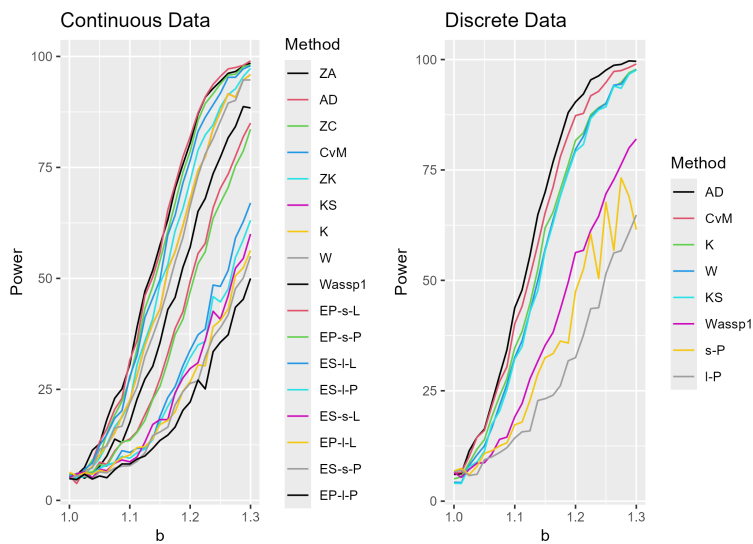 Continuous Data
100
75
50
25
0
Power
1.0
1.1
1.2
1.3
b
Method
ZA
AD
ZC
CvM
ZK
KS
K
W
Wassp1
EP-s-L
EP-s-P
ES-l-L
ES-l-P
ES-s-L
EP-l-L
ES-s-P
EP-l-P
Discrete Data
100
75
50
25
0
Power
1.0
1.1
1.2
1.3
b
Method
AD
CvM
K
W
KS
Wassp1
s-P
l-P